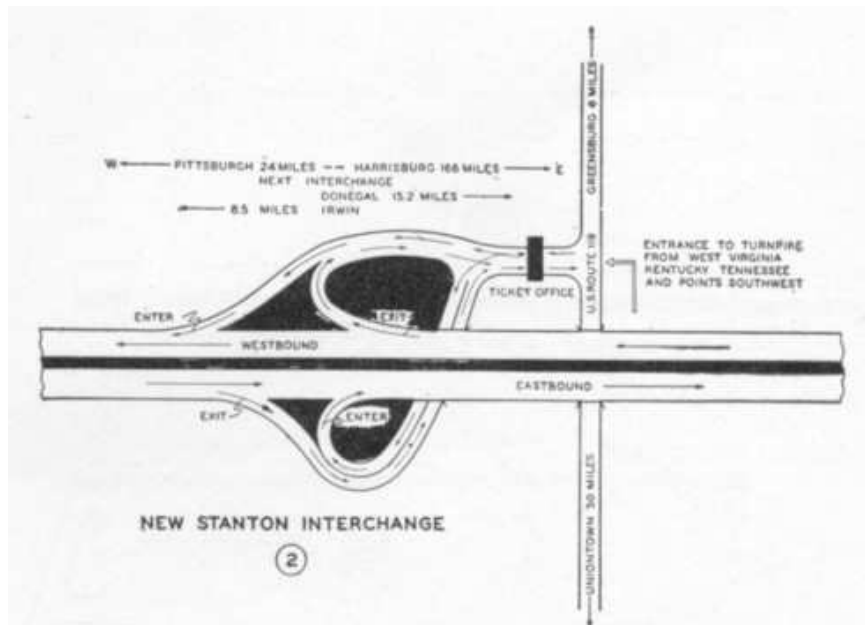 GREENSBURG 8 MILES
W PITTSBURGH 24 MILES -- HARRISBURG 168 MILES E
NEXT INTERCHANGE
DONEGAL 15.2 MILES
8.5 MILES IRWIN
U.S. ROUTE 119
ENTRANCE TO TURNPIKE
FROM WEST VIRGINIA
KENTUCKY TENNESSEE
AND POINTS SOUTHWEST
TICKET OFFICE
ENTER
EXIT
WESTBOUND
EASTBOUND
EXIT
ENTER
UNIONTOWN 30 MILES
NEW STANTON INTERCHANGE
2